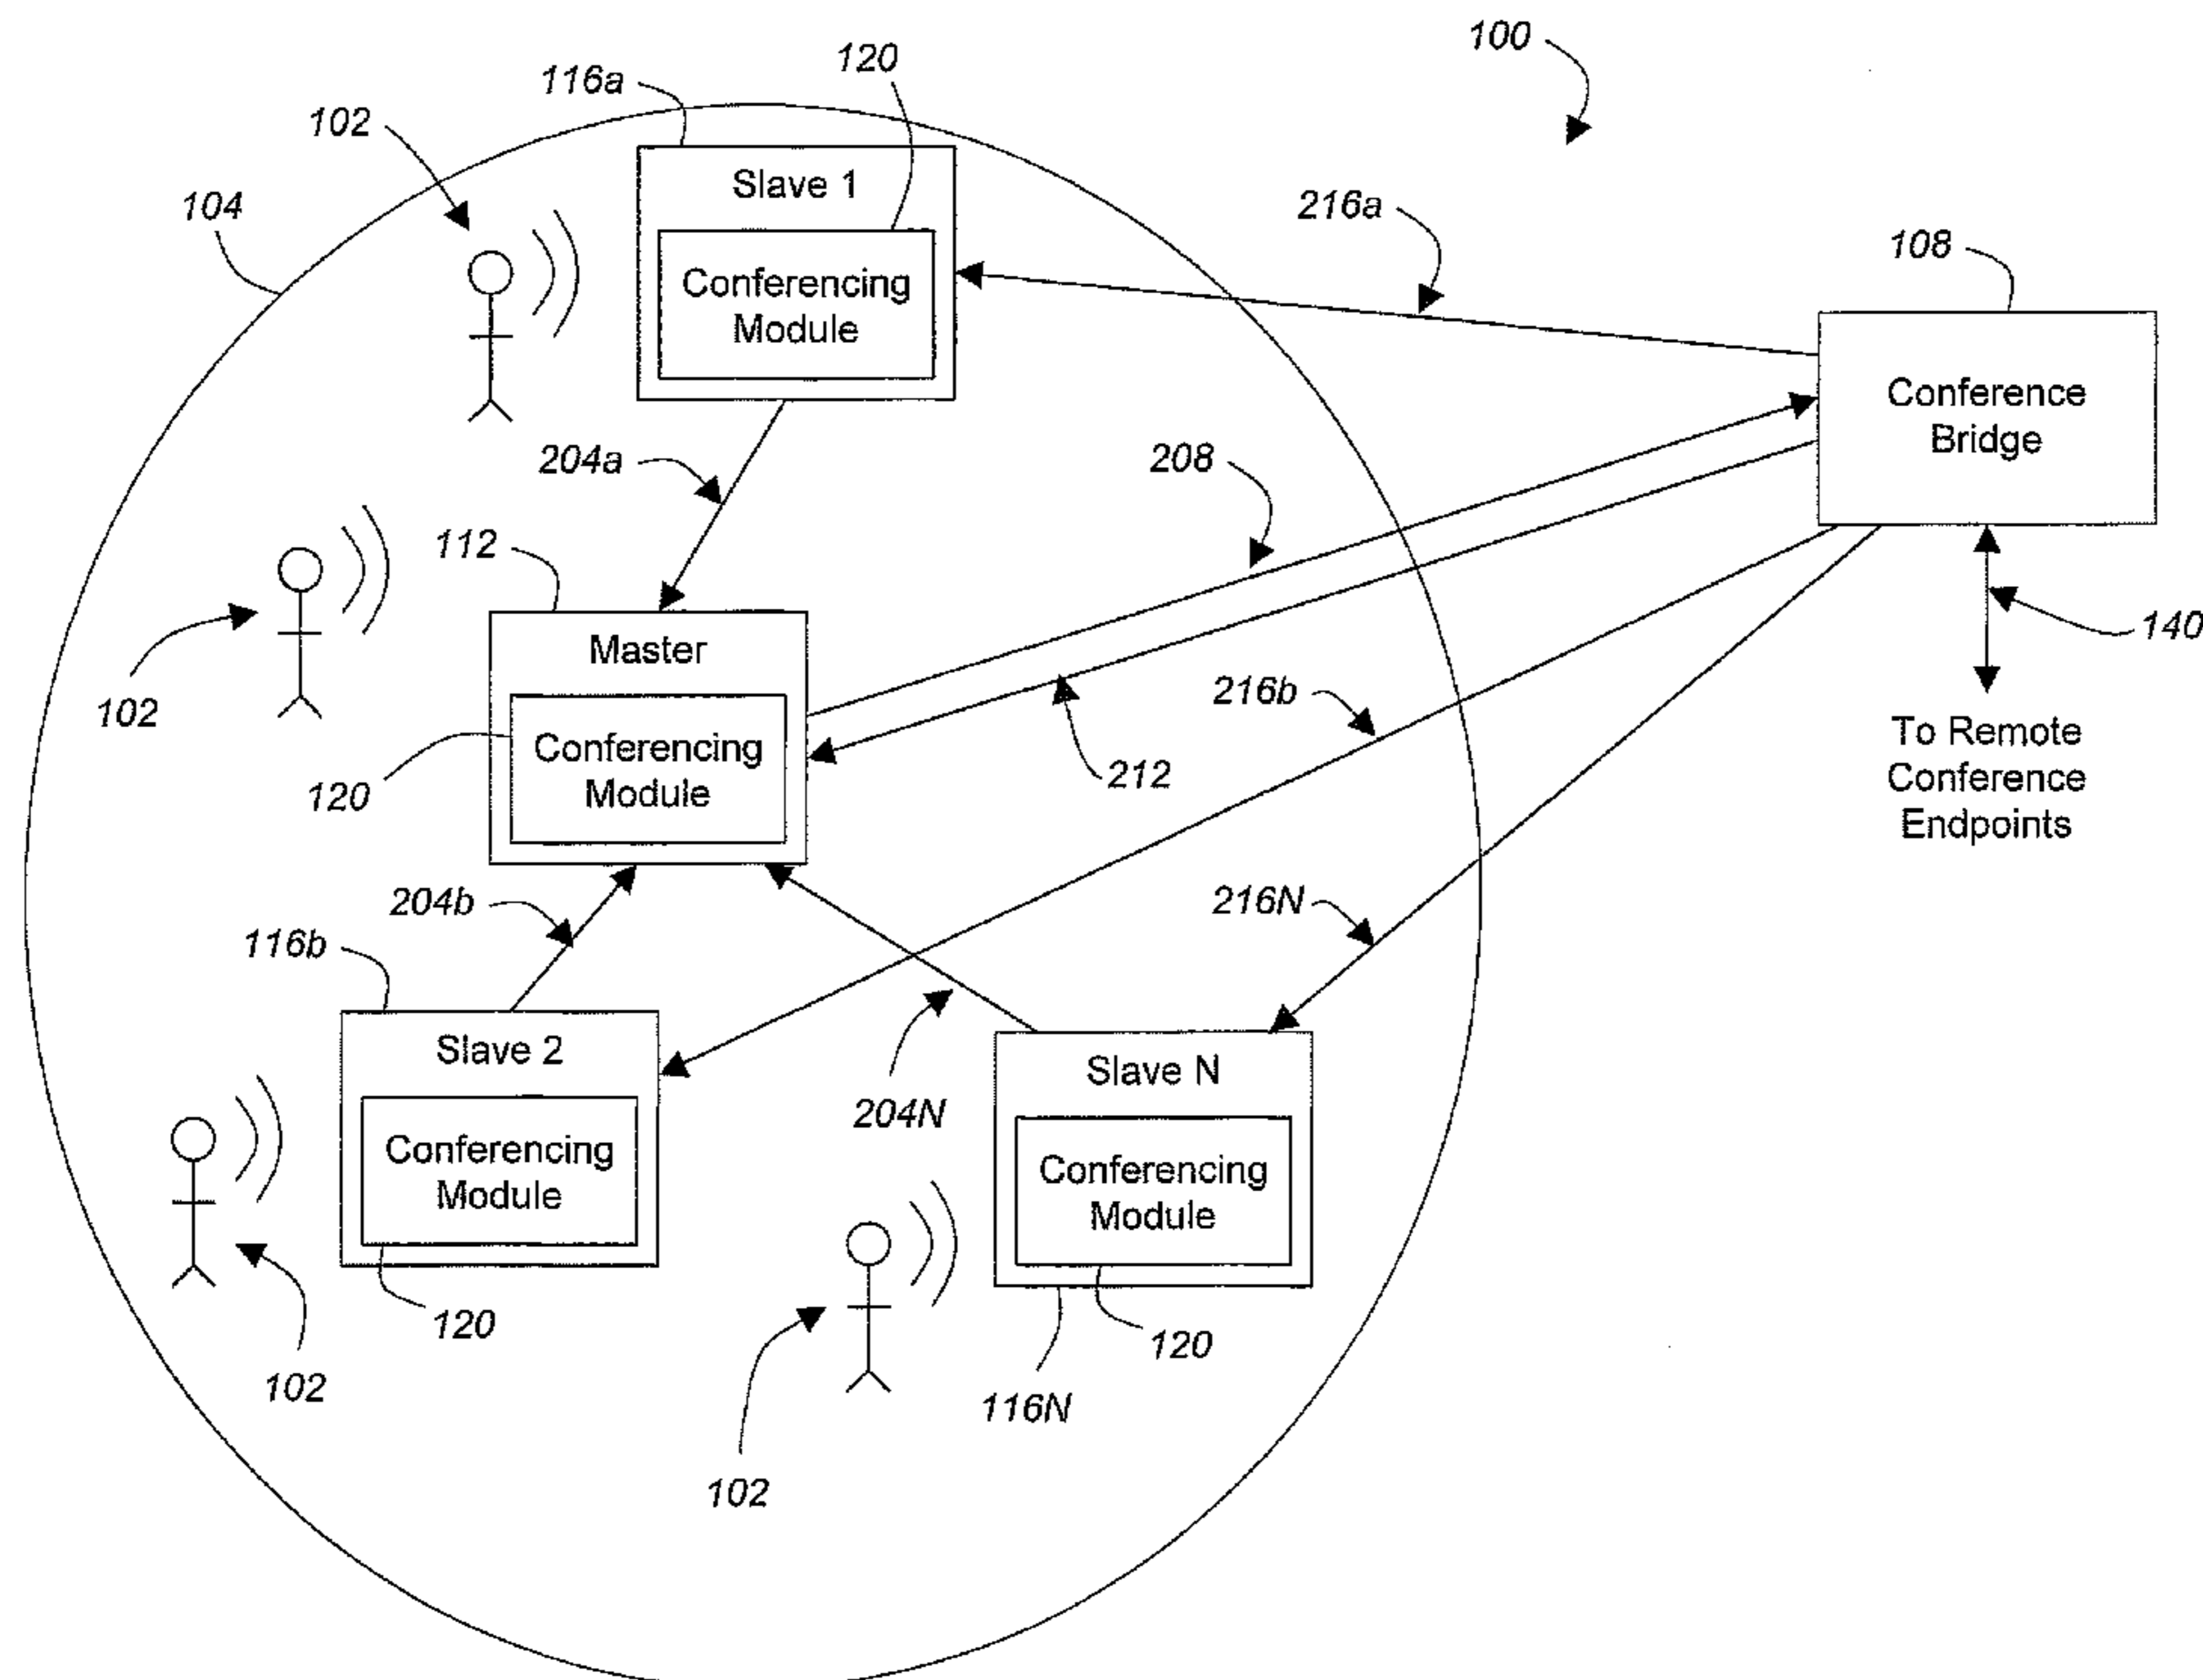 100
120
116a
102
Slave 1
104
216a
108
Conferencing
Module
Conference
Bridge
204a
208
112
Master
140
102
216b
Conferencing
Module
To Remote
Conference
Endpoints
212
120
204b
216N
116b
Slave 2
Slave N
204N
Conferencing
Module
Conferencing
Module
120
120
102
116N
102